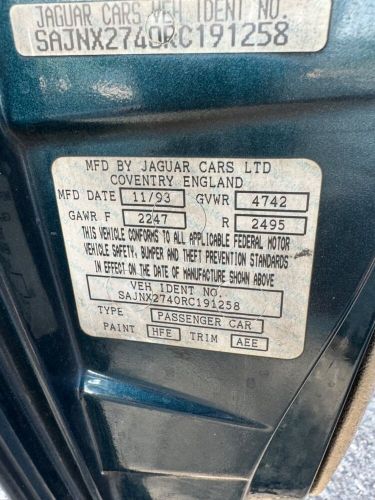 JAGUAR CARS VEH IDENT NO.
SAJNX2740RC191258
MFD BY JAGUAR CARS LTD
COVENTRY ENGLAND
MFD DATE 11/93 GVWR 4742
GAWR F 2247 R 2495
THIS VEHICLE CONFORMS TO ALL APPLICABLE FEDERAL MOTOR
VEHICLE SAFETY, BUMPER AND THEFT PREVENTION STANDARDS
IN EFFECT ON THE DATE OF MANUFACTURE SHOWN ABOVE
VEH IDENT NO.
SAJNX2740RC191258
TYPE PASSENGER CAR
PAINT HFE TRIM AEE